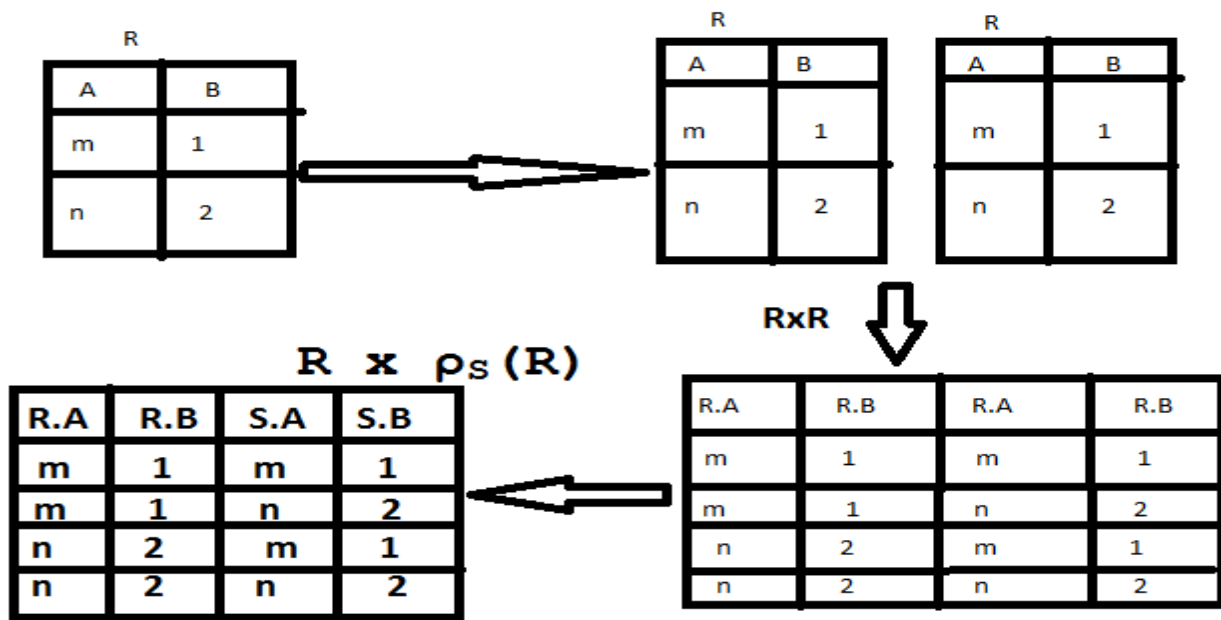 R
A B
m 1
n 2
R
A B
m 1
n 2
R
A B
m 1
n 2
RxR
R.A R.B R.A R.B
m 1 m 1
m 1 n 2
n 2 m 1
n 2 n 2
R x ρS(R)
R.A R.B S.A S.B
m 1 m 1
m 1 n 2
n 2 m 1
n 2 n 2